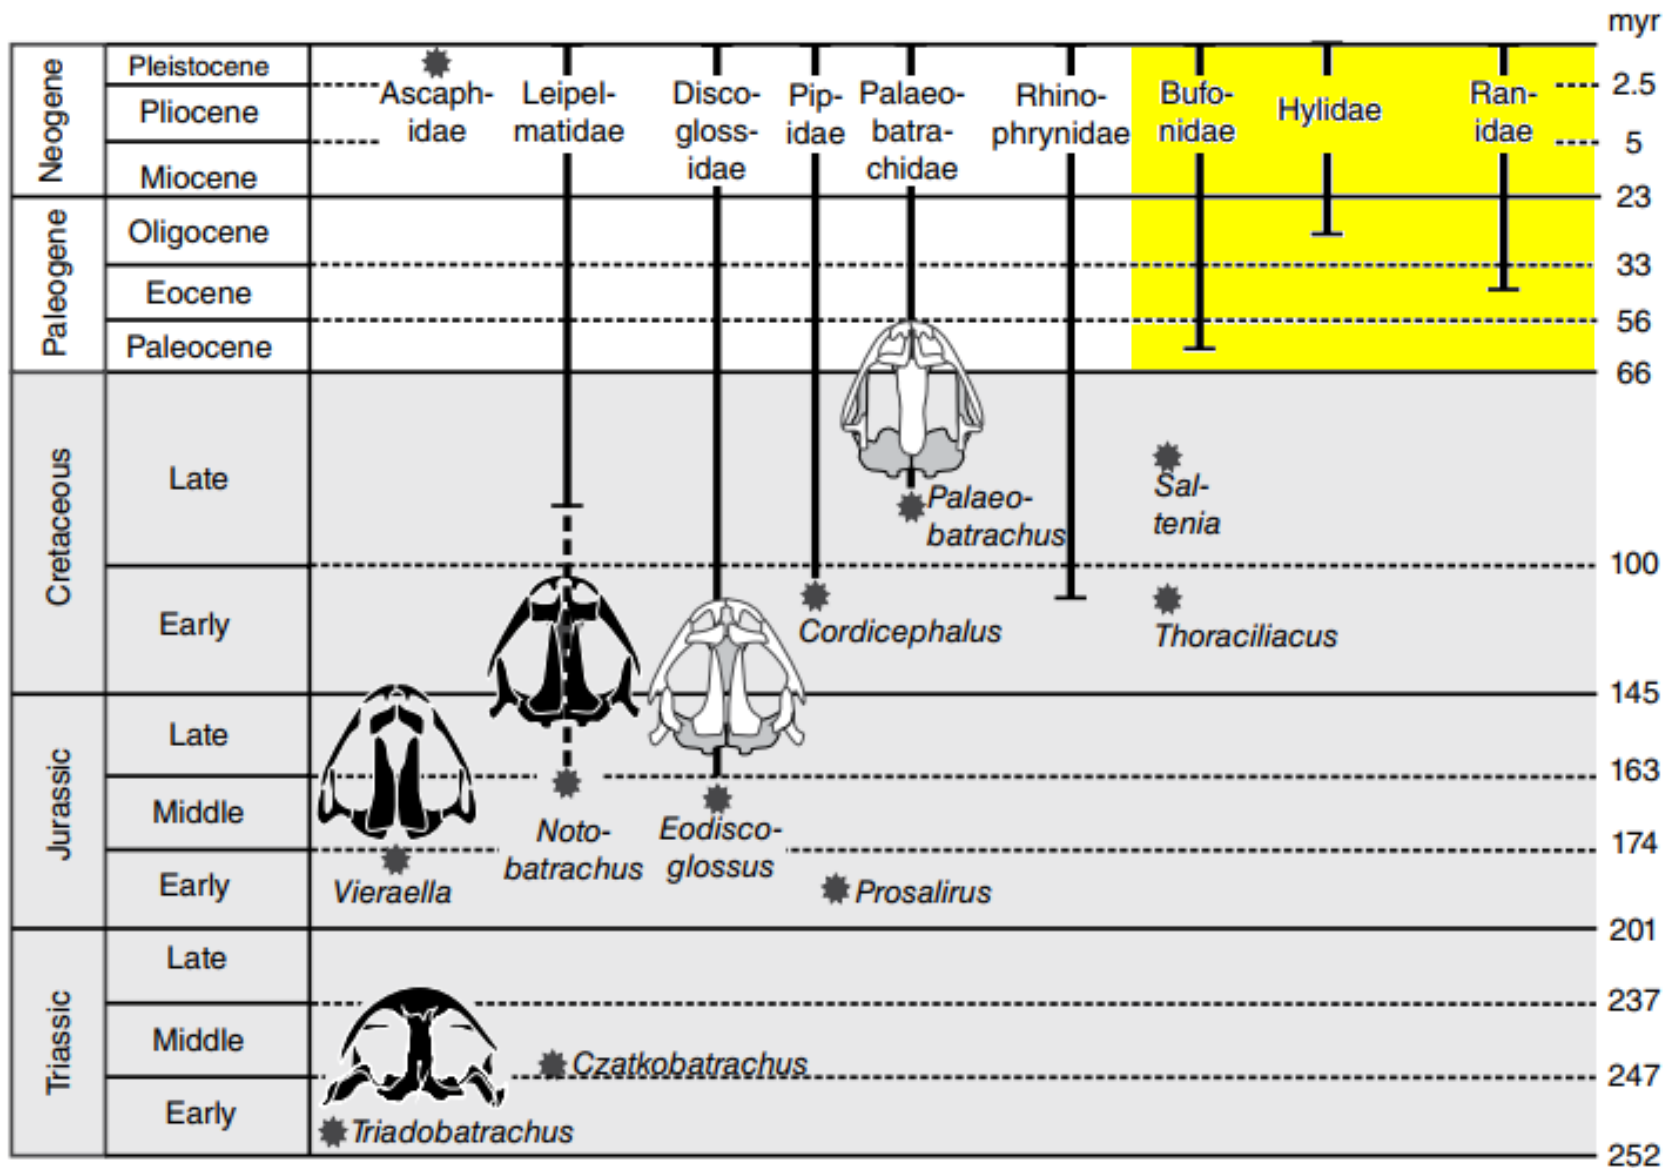 myr
Neogene
Pleistocene
Pliocene
Miocene
Ascaph-
idae
Leipel-
matidae
Disco-
gloss-
idae
Pip-
idae
Palaeo-
batra-
chidae
Rhino-
phrynidae
Bufo-
nidae
Hylidae
Ran-
idae
2.5
5
23
Paleogene
Oligocene
Eocene
Paleocene
33
56
66
Cretaceous
Late
Early
Palaeo-
batrachus
Sal-
tenia
Cordicephalus
Thoraciliacus
100
145
Jurassic
Late
Middle
Early
Noto-
batrachus
Eodisco-
glossus
Vieraella
Prosalirus
163
174
201
Triassic
Late
Middle
Early
Czatkobatrachus
Triadobatrachus
237
247
252